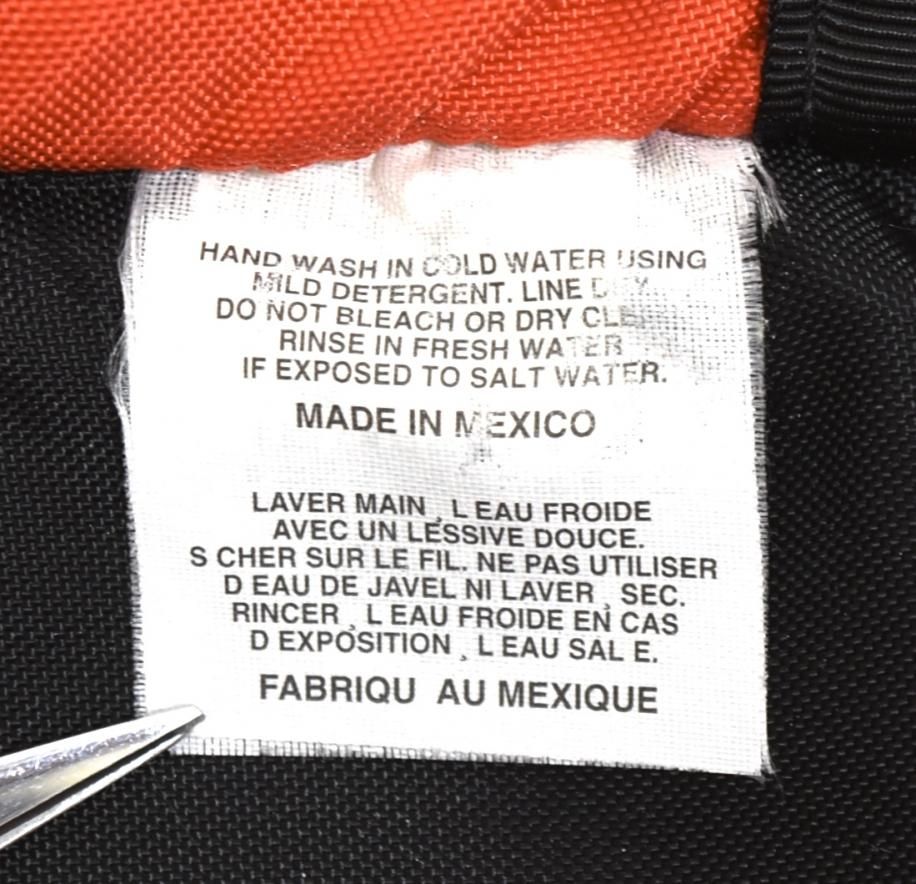 HAND WASH IN COLD WATER USING
MILD DETERGENT. LINE
DO NOT BLEACH OR DRY
RINSE IN FRESH WATER
IF EXPOSED TO SALT WATER.
MADE IN MEXICO
LAVER MAIN ¸ L EAU FROIDE
AVEC UN LESSIVE DOUCE.
S CHER SUR LE FIL. NE PAS UTILISER
D EAU DE JAVEL NI LAVER ¸ SEC.
RINCER ¸ L EAU FROIDE EN CAS
D EXPOSITION ¸ L EAU SAL E.
FABRIQU AU MEXIQUE